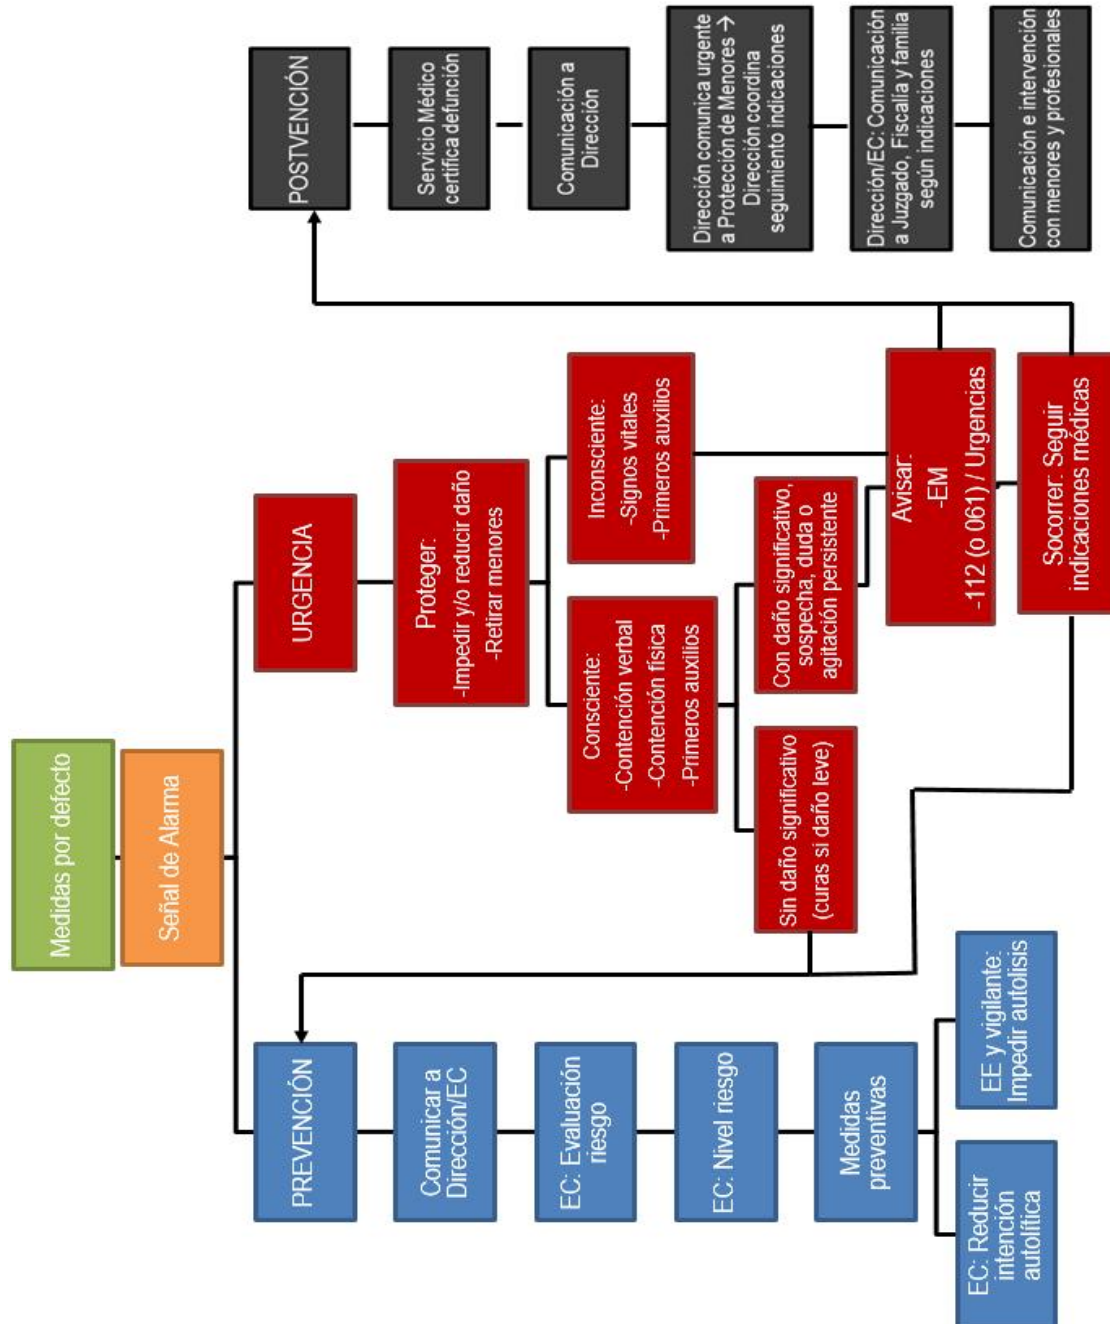 Medidas por defecto
Señal de Alarma
PREVENCIÓN
Comunicar a
Dirección/EC
EC: Evaluación
riesgo
EC: Nivel riesgo
Medidas
preventivas
EC: Reducir
intención
autolítica
EE y vigilante:
Impedir autolisis
URGENCIA
Proteger:
-Impedir y/o reducir daño
-Retirar menores
Consciente:
-Contención verbal
-Contención física
-Primeros auxilios
Inconsciente:
-Signos vitales
-Primeros auxilios
Sin daño significativo
(curas si daño leve)
Con daño significativo,
sospecha, duda o
agitación persistente
Avisar:
-EM
-112 (o 061) / Urgencias
Socorrer: Seguir
indicaciones médicas
POSTVENCIÓN
Servicio Médico
certifica defunción
Comunicación a
Dirección
Dirección comunica urgente
a Protección de Menores →
Dirección coordina
seguimiento indicaciones
Dirección/EC: Comunicación
a Juzgado, Fiscalía y familia
según indicaciones
Comunicación e intervención
con menores y profesionales